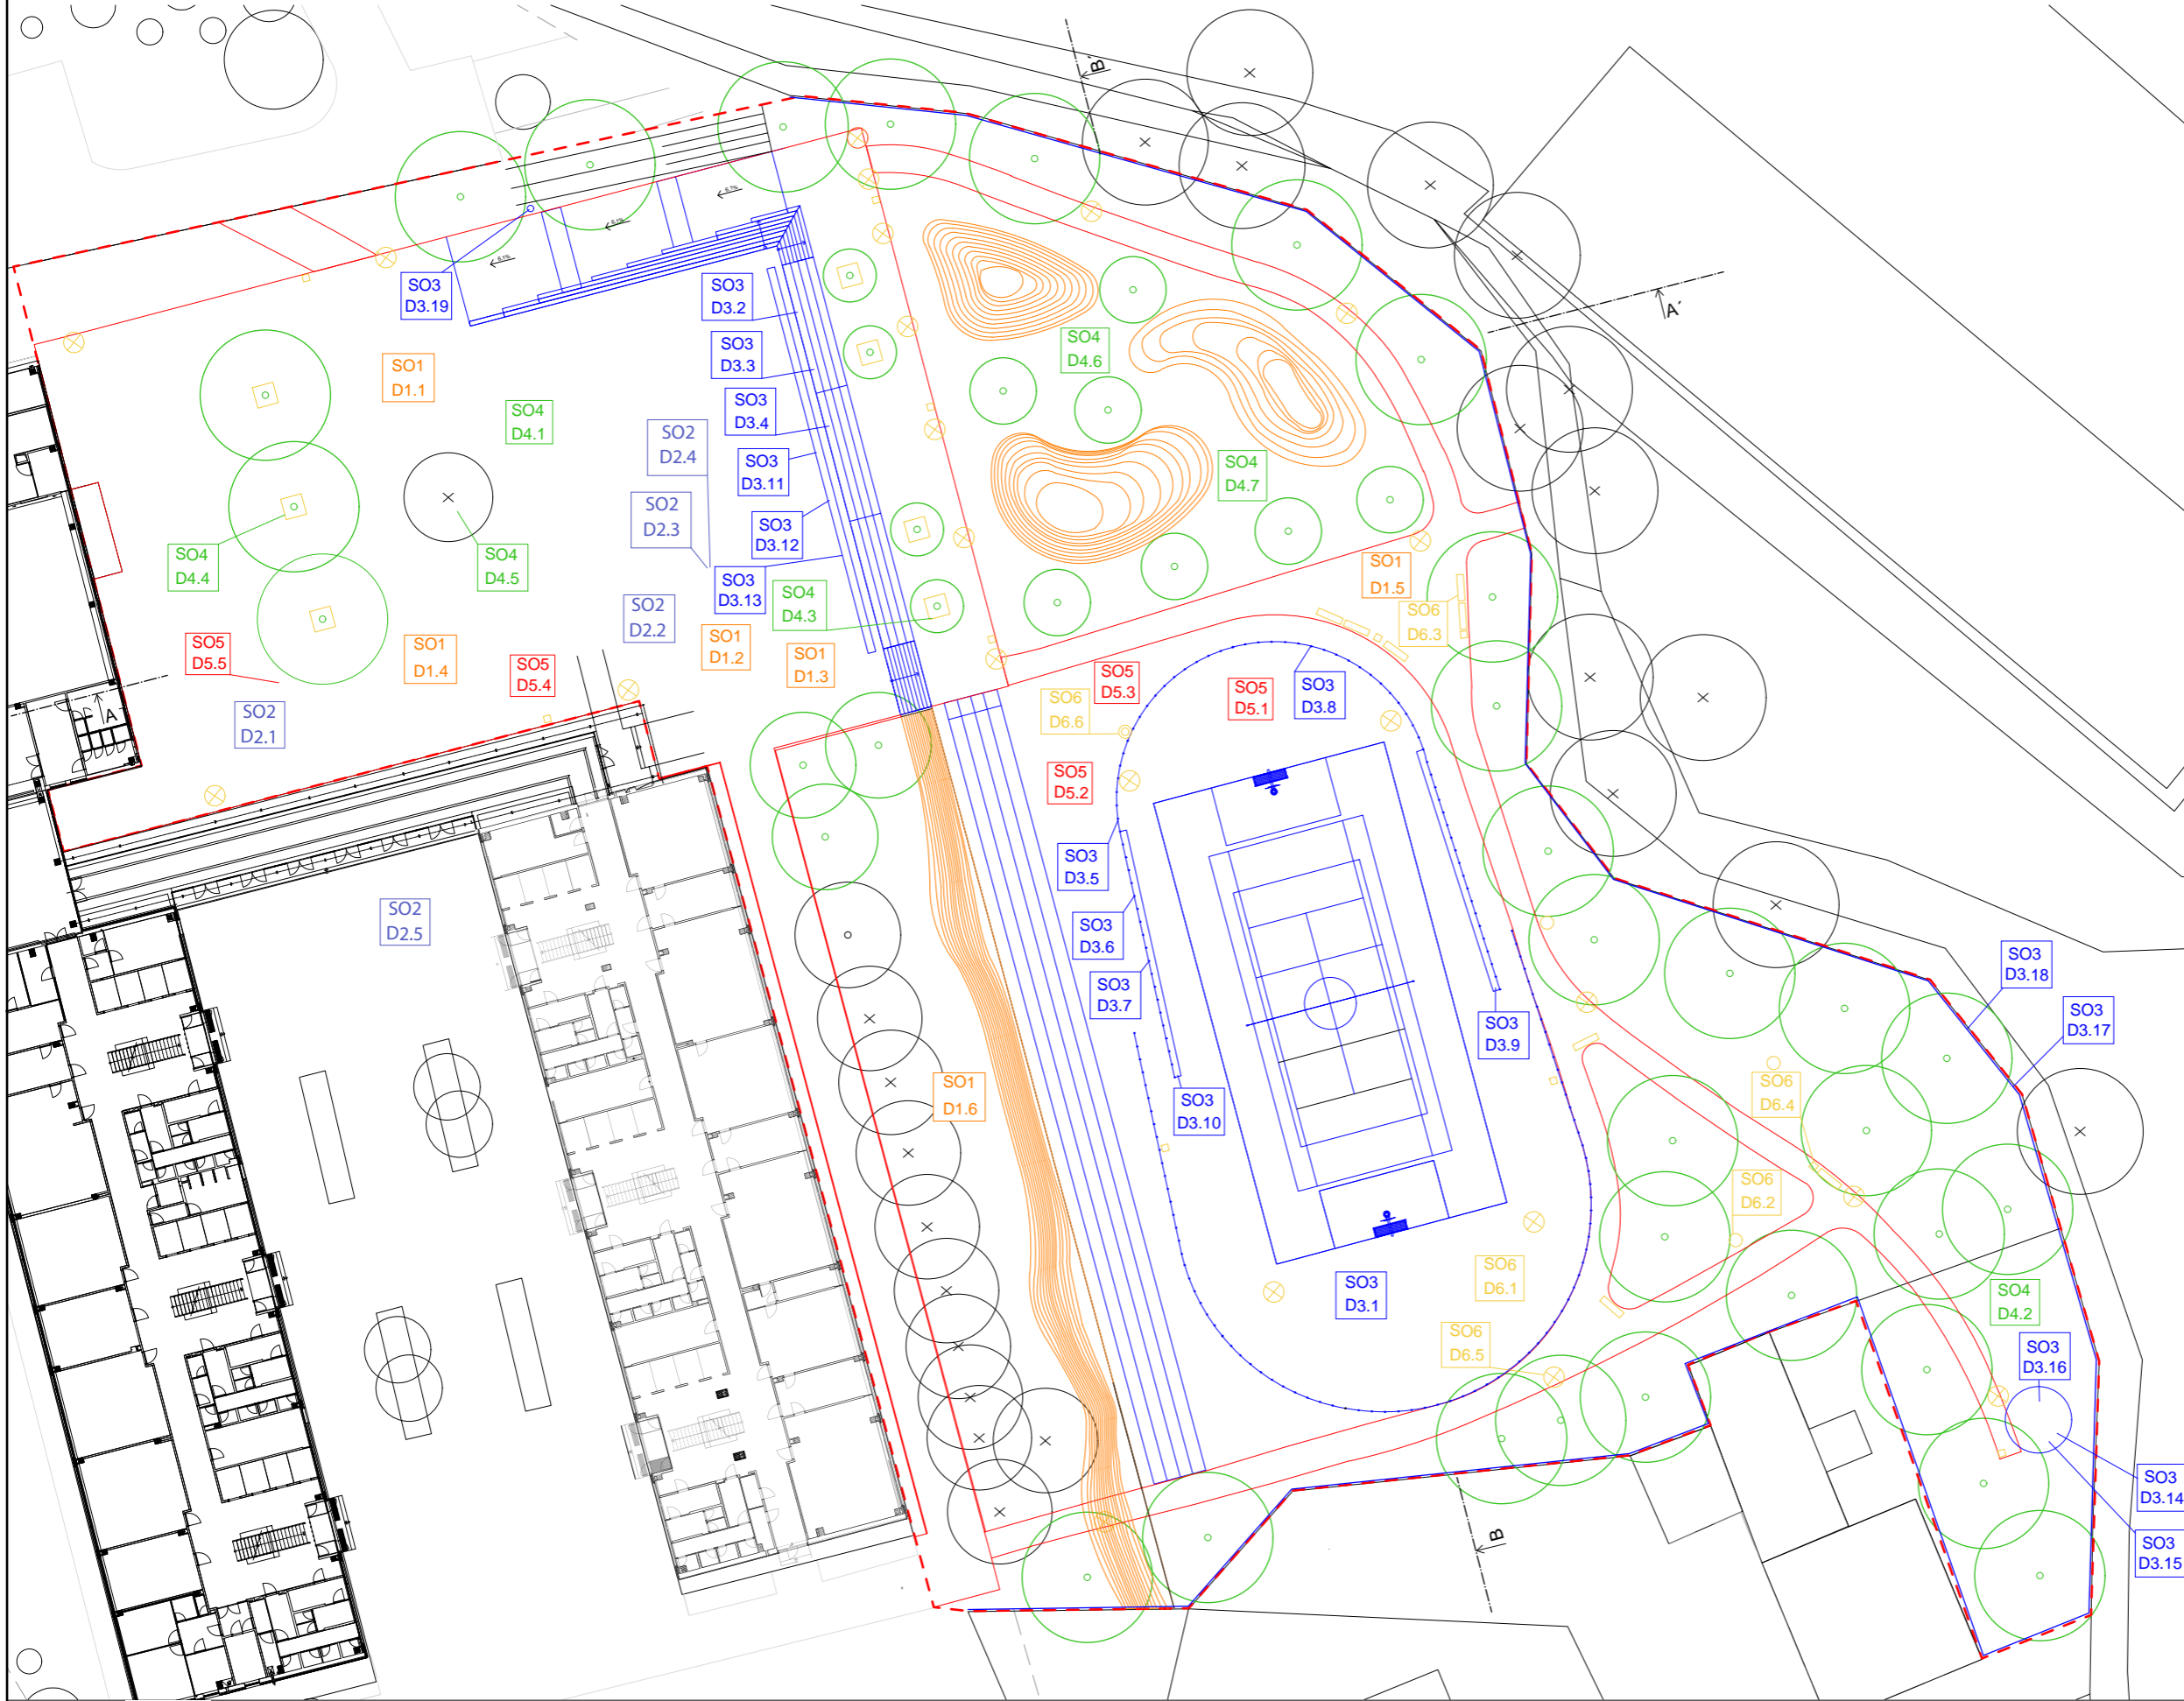 B´
6.1%
6.1%
6.1%
SO3
D3.19
SO3
D3.2
A´
SO3
D3.3
SO4
D4.6
SO1
D1.1
SO3
D3.4
SO4
D4.1
SO2
D2.4
SO3
D3.11
SO4
D4.7
SO2
D2.3
SO3
D3.12
SO4
D4.4
SO4
D4.5
SO3
D3.13
SO4
D4.3
SO1
D1.5
SO2
D2.2
SO6
D6.3
SO5
D5.5
SO1
D1.4
SO1
D1.2
SO1
D1.3
SO5
D5.4
SO5
D5.3
SO5
D5.1
SO3
D3.8
SO6
D6.6
A
SO2
D2.1
SO5
D5.2
SO3
D3.5
SO2
D2.5
SO3
D3.6
SO3
D3.18
SO3
D3.7
SO3
D3.17
SO3
D3.9
SO1
D1.6
SO6
D6.4
SO3
D3.10
SO6
D6.2
SO6
D6.1
SO3
D3.1
SO4
D4.2
SO6
D6.5
SO3
D3.16
SO3
D3.14
B
SO3
D3.15